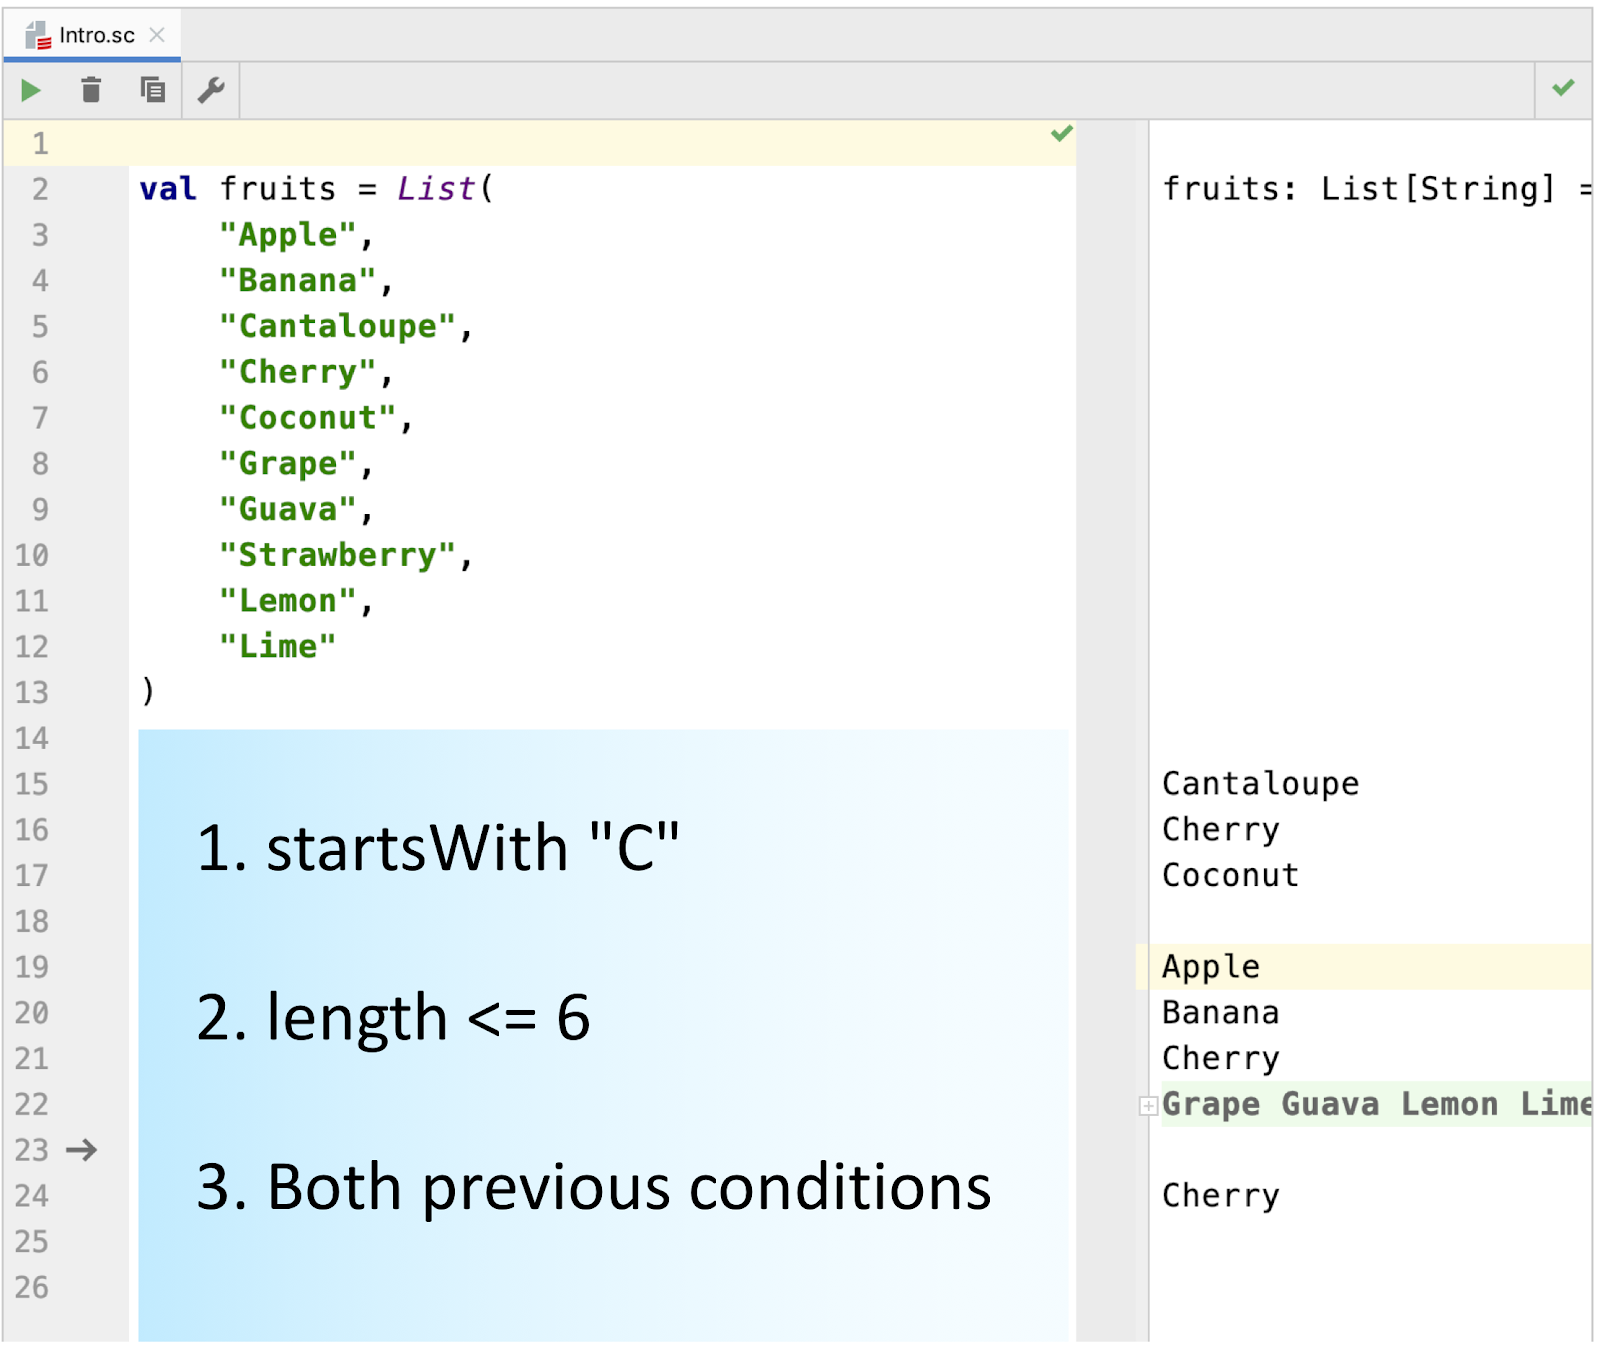 Intro.sc
1
2 val fruits = List(
3 "Apple",
4 "Banana",
5 "Cantaloupe",
6 "Cherry",
7 "Coconut",
8 "Grape",
9 "Guava",
10 "Strawberry",
11 "Lemon",
12 "Lime"
13 )
14
15
16
17
18
19
20
21
22
23
24
25
26
1. startsWith "C"
2. length <= 6
3. Both previous conditions
fruits: List[String] =
Cantaloupe
Cherry
Coconut
Apple
Banana
Cherry
Grape Guava Lemon Lime
Cherry